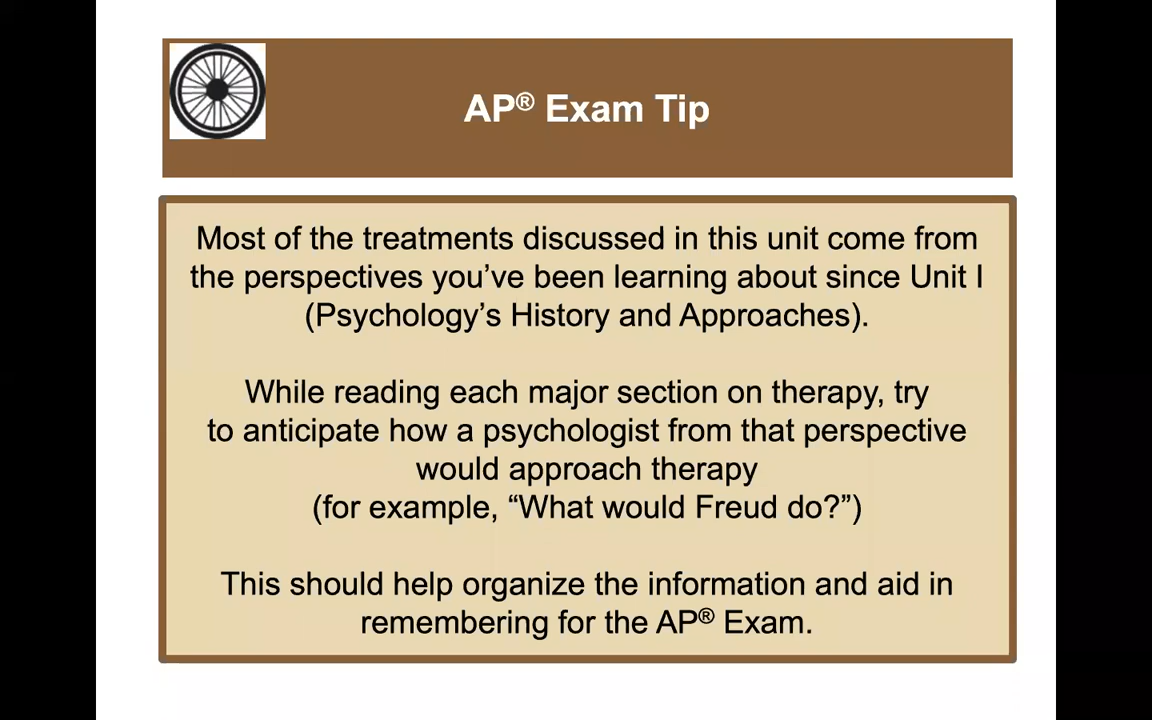 AP® Exam Tip
Most of the treatments discussed in this unit come from
the perspectives you’ve been learning about since Unit I
(Psychology’s History and Approaches).
While reading each major section on therapy, try
to anticipate how a psychologist from that perspective
would approach therapy
(for example, “What would Freud do?”)
This should help organize the information and aid in
remembering for the AP® Exam.